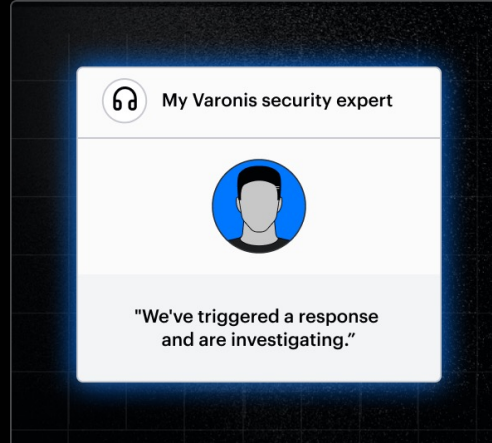 My Varonis security expert
"We've triggered a response
and are investigating.”